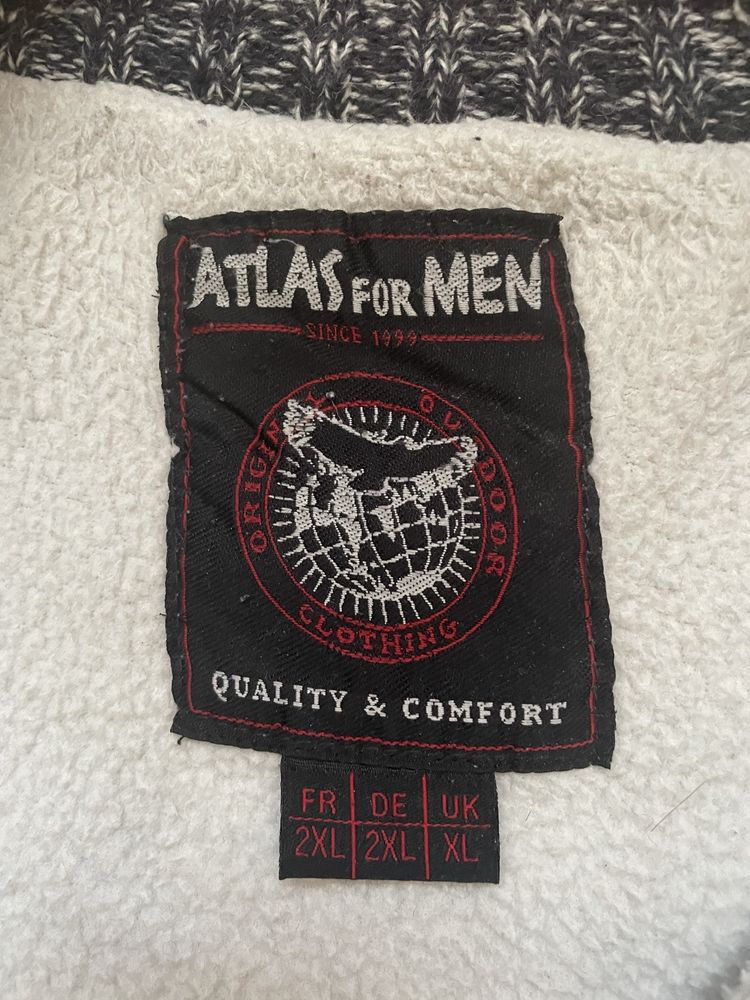 ATLAS FOR MEN
SINCE 1999
ORIGINAL OUTDOOR
CLOTHING
QUALITY & COMFORT
FR DE UK
2XL 2XL XL